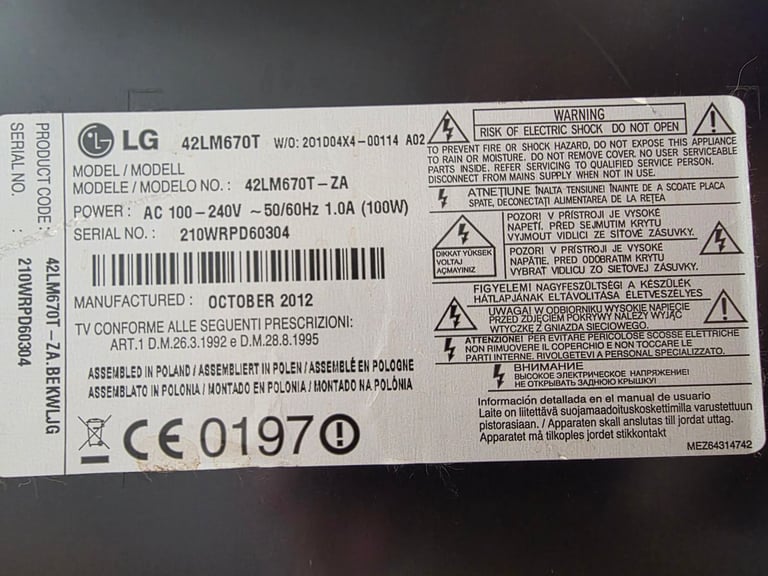 PRODUCT CODE : 42LM670T-ZA.BEKWLJG
SERIAL NO. : 210WRPD60304
LG 42LM670T W/O: 201D04X4-00114 A02
MODEL / MODELL
MODELE / MODELO NO. : 42LM670T-ZA
POWER : AC 100-240V ~50/60Hz 1.0A (100W)
SERIAL NO. : 210WRPD60304
MANUFACTURED : OCTOBER 2012
TV CONFORME ALLE SEGUENTI PRESCRIZIONI:
ART.1 D.M.26.3.1992 e D.M.28.8.1995
ASSEMBLED IN POLAND / ASSEMBLIERT IN POLEN / ASSEMBLÉ EN POLOGNE
ASSEMBLATO IN POLONIA / MONTADO EN POLONIA / MONTADO NA POLÔNIA
CE 0197
WARNING
RISK OF ELECTRIC SHOCK DO NOT OPEN
TO PREVENT FIRE OR SHOCK HAZARD, DO NOT EXPOSE THIS APPLIANCE
TO RAIN OR MOISTURE. DO NOT REMOVE COVER. NO USER SERVICEABLE
PARTS INSIDE. REFER SERVICING TO QUALIFIED SERVICE PERSON.
DISCONNECT FROM MAINS SUPPLY WHEN NOT IN USE.
ATNEȚIUNE ÎNALTA TENSIUNE! ÎNAINTE DE A SCOATE PLACA
SPATE, DECONECTAȚI ALIMENTAREA DE LA REȚEA
DIKKAT YÜKSEK
VOLTAJ
AÇMAYINIZ
POZOR! V PŘÍSTROJI JE VYSOKÉ
NAPĚTÍ. PŘED SEJMUTIM KRYTU
VYJMOUT VIDLICI ZE SÍTOVÉ ZÁSUVKY.
POZOR! V PRÍSTROJI JE VYSOKÉ
NAPÄTIE. PRED ODOBRATIM KRYTU
VYBRAT VIDLICU ZO SIETOVEJ ZÁSUVKY.
FIGYELEM! NAGYFESZÜLTSÉG! A KÉSZÜLÉK
HÁTLAPJÁNAK ELTÁVOLÍTÁSA ÉLETVESZÉLYES
UWAGA! W ODBIORNIKU WYSOKIE NAPIĘCIE
PRZED ZDJĘCIEM POKRYWY NALEŻY WYJĄĆ
WTYCZKĘ Z GNIAZDA SIECIOWEGO.
ATTENZIONE! PER EVITARE PERICOLOSE SCOSSE ELETTRICHE
NON RIMUOVERE IL COPERCHIO E NON TOCCARE LE
PARTI INTERNE. RIVOLGETEVI A PERSONAL SPECIALIZZATO.
ВНИМАНИЕ
ВЫСОКОЕ ЭЛЕКТРИЧЕСКОЕ НАПРЯЖЕНИЕ!
НЕ ОТКРЫВАТЬ ЗАДНЮЮ КРЫШКУ!
Información detallada en el manual de usuario
Laite on liitettävä suojamaadoituskoskettimilla varustettuun
pistorasiaan. / Apparaten skall anslutas till jordat uttag.
Apparatet må tilkoples jordet stikkontakt
MEZ64314742